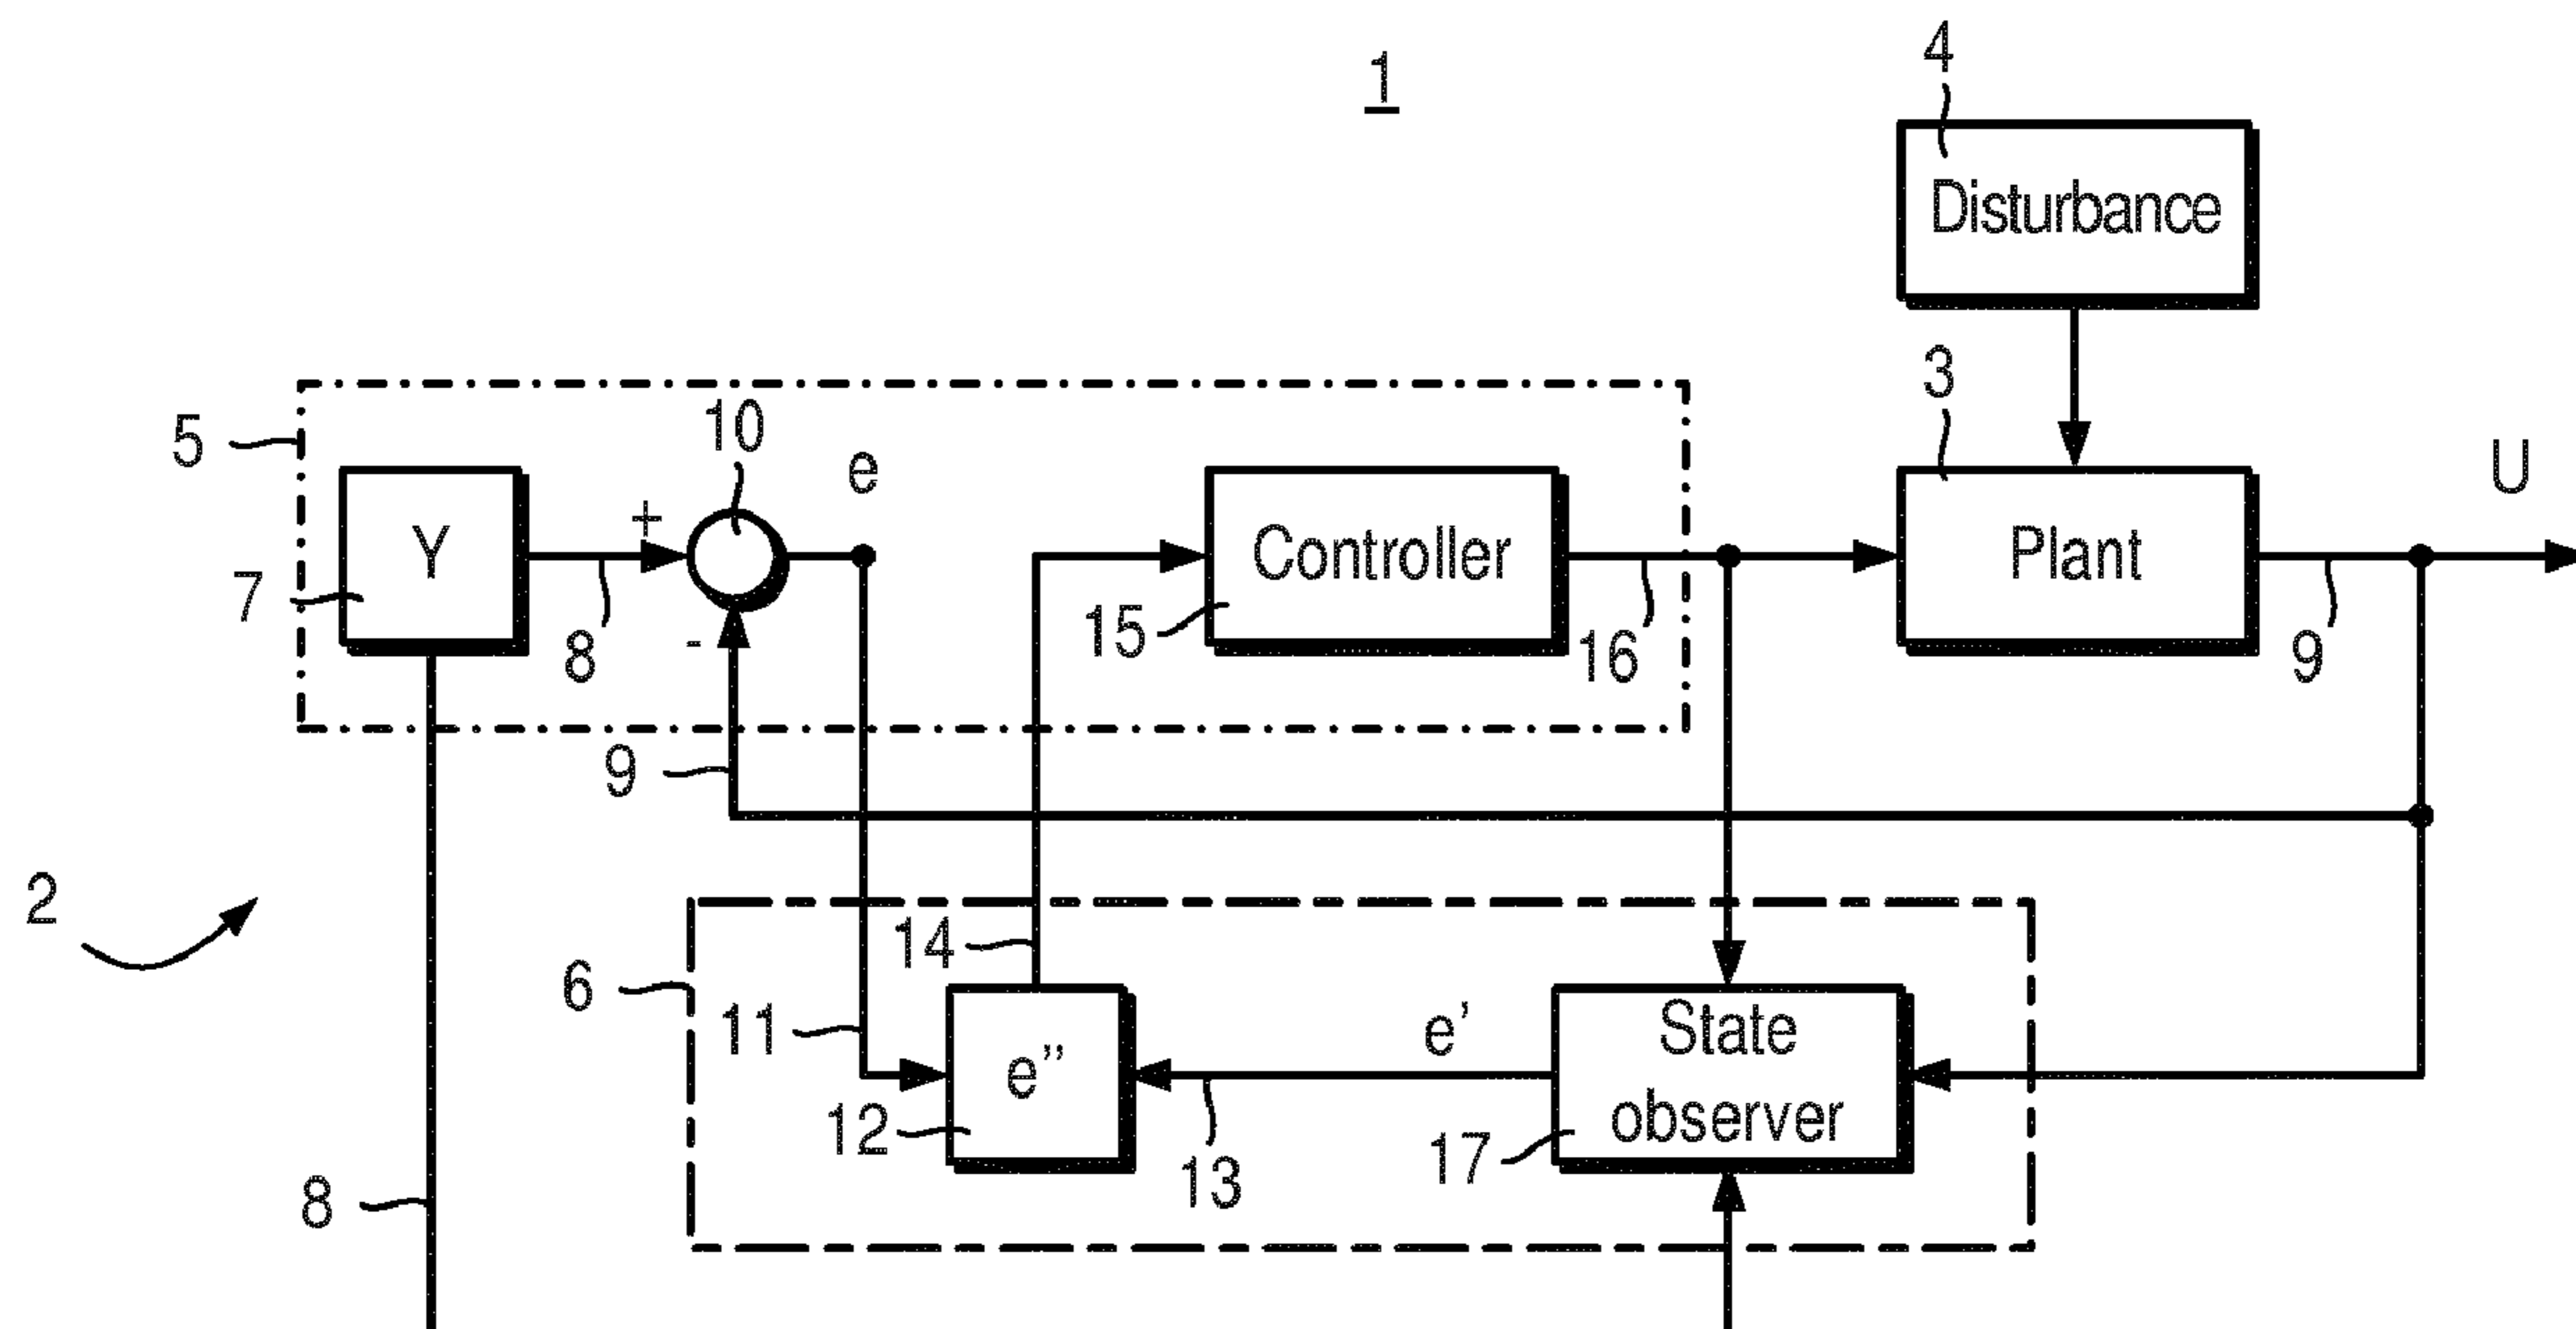 1
4
Disturbance
3
5
10
e
U
Y
+
Controller
Plant
7
8
-
15
16
9
9
2
14
6
11
e'
State
observer
e''
12
13
17
8